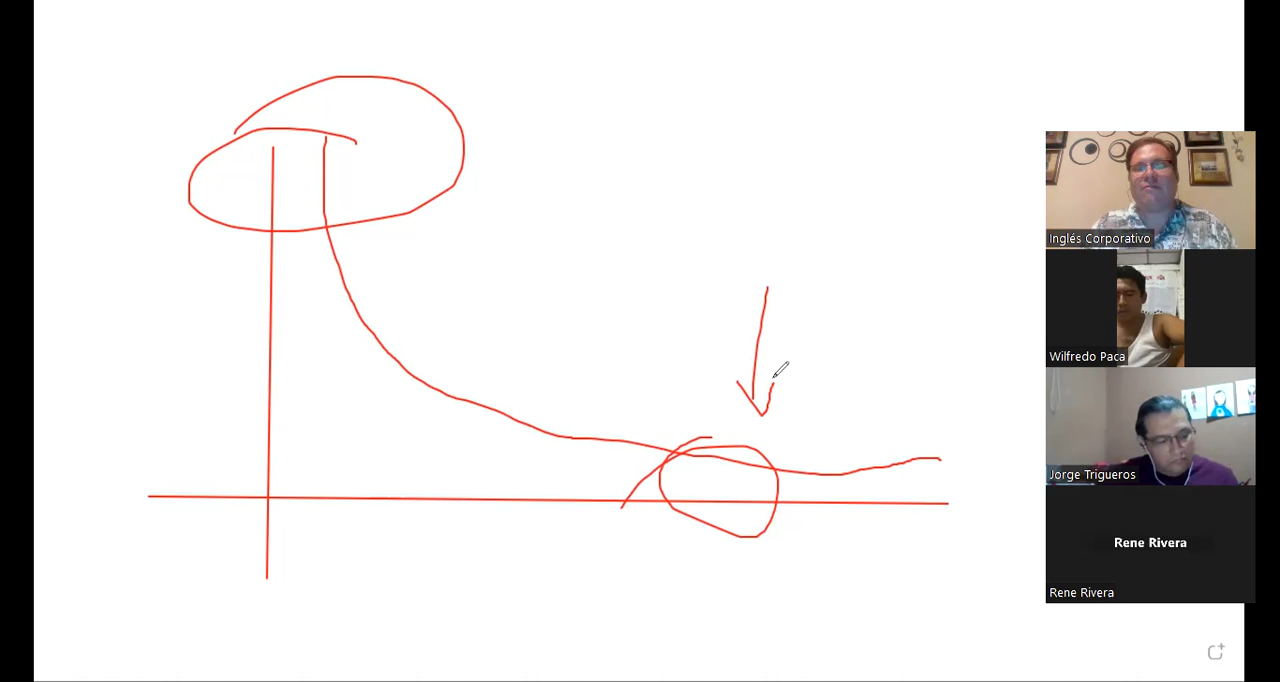 Inglés Corporativo
Wilfredo Paca
Jorge Trigueros
Rene Rivera
Rene Rivera